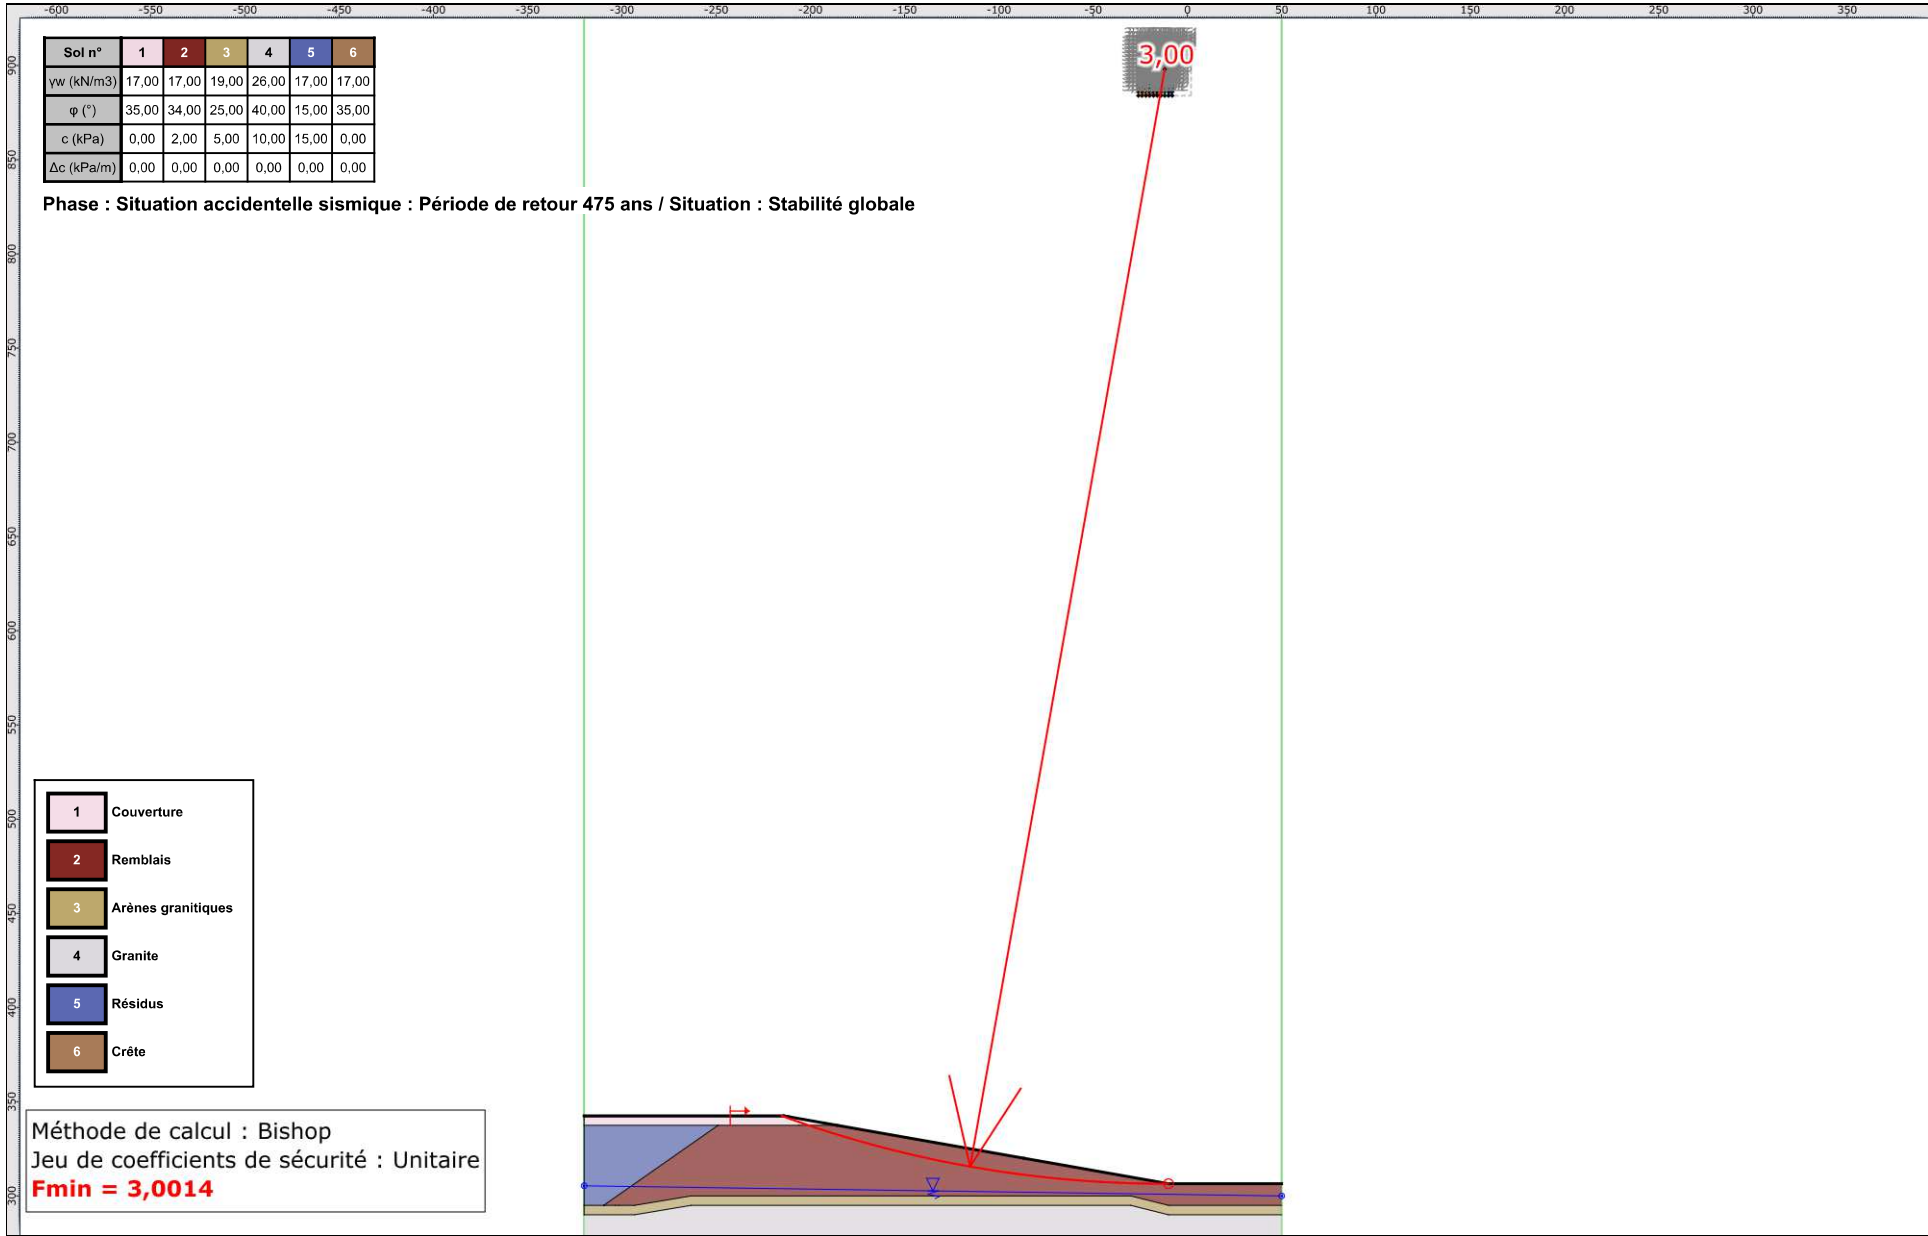 -600 -550 -500 -450 -400 -350 -300 -250 -200 -150 -100 -50 0 50 100 150 200 250 300 350
900
850
800
750
700
650
600
550
500
450
400
350
300
3,00
Sol n° 1 2 3 4 5 6
γw (kN/m3) 17,00 17,00 19,00 26,00 17,00 17,00
φ (°) 35,00 34,00 25,00 40,00 15,00 35,00
c (kPa) 0,00 2,00 5,00 10,00 15,00 0,00
Δc (kPa/m) 0,00 0,00 0,00 0,00 0,00 0,00
Phase : Situation accidentelle sismique : Période de retour 475 ans / Situation : Stabilité globale
1 Couverture
2 Remblais
3 Arènes granitiques
4 Granite
5 Résidus
6 Crête
Méthode de calcul : Bishop
Jeu de coefficients de sécurité : Unitaire
Fmin = 3,0014